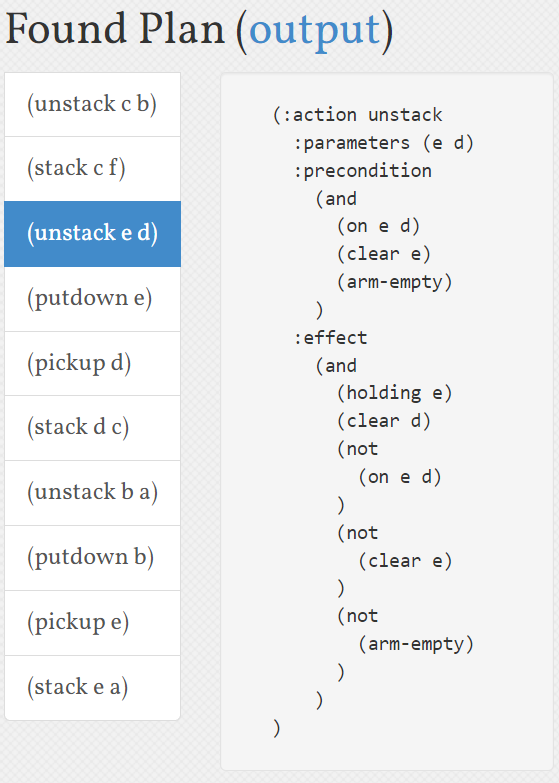 Found Plan (output)
(unstack c b)
(stack c f)
(unstack e d)
(putdown e)
(pickup d)
(stack d c)
(unstack b a)
(putdown b)
(pickup e)
(stack e a)
(:action unstack
  :parameters (e d)
  :precondition
    (and
      (on e d)
      (clear e)
      (arm-empty)
    )
  :effect
    (and
      (holding e)
      (clear d)
      (not
        (on e d)
      )
      (not
        (clear e)
      )
      (not
        (arm-empty)
      )
    )
)